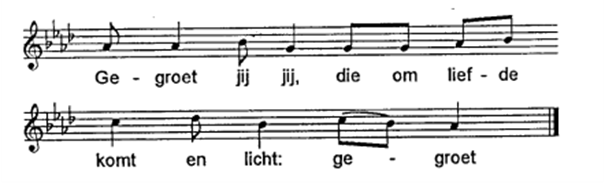 Ge - groet jij jij, die om lief - de
komt en licht: ge - groet